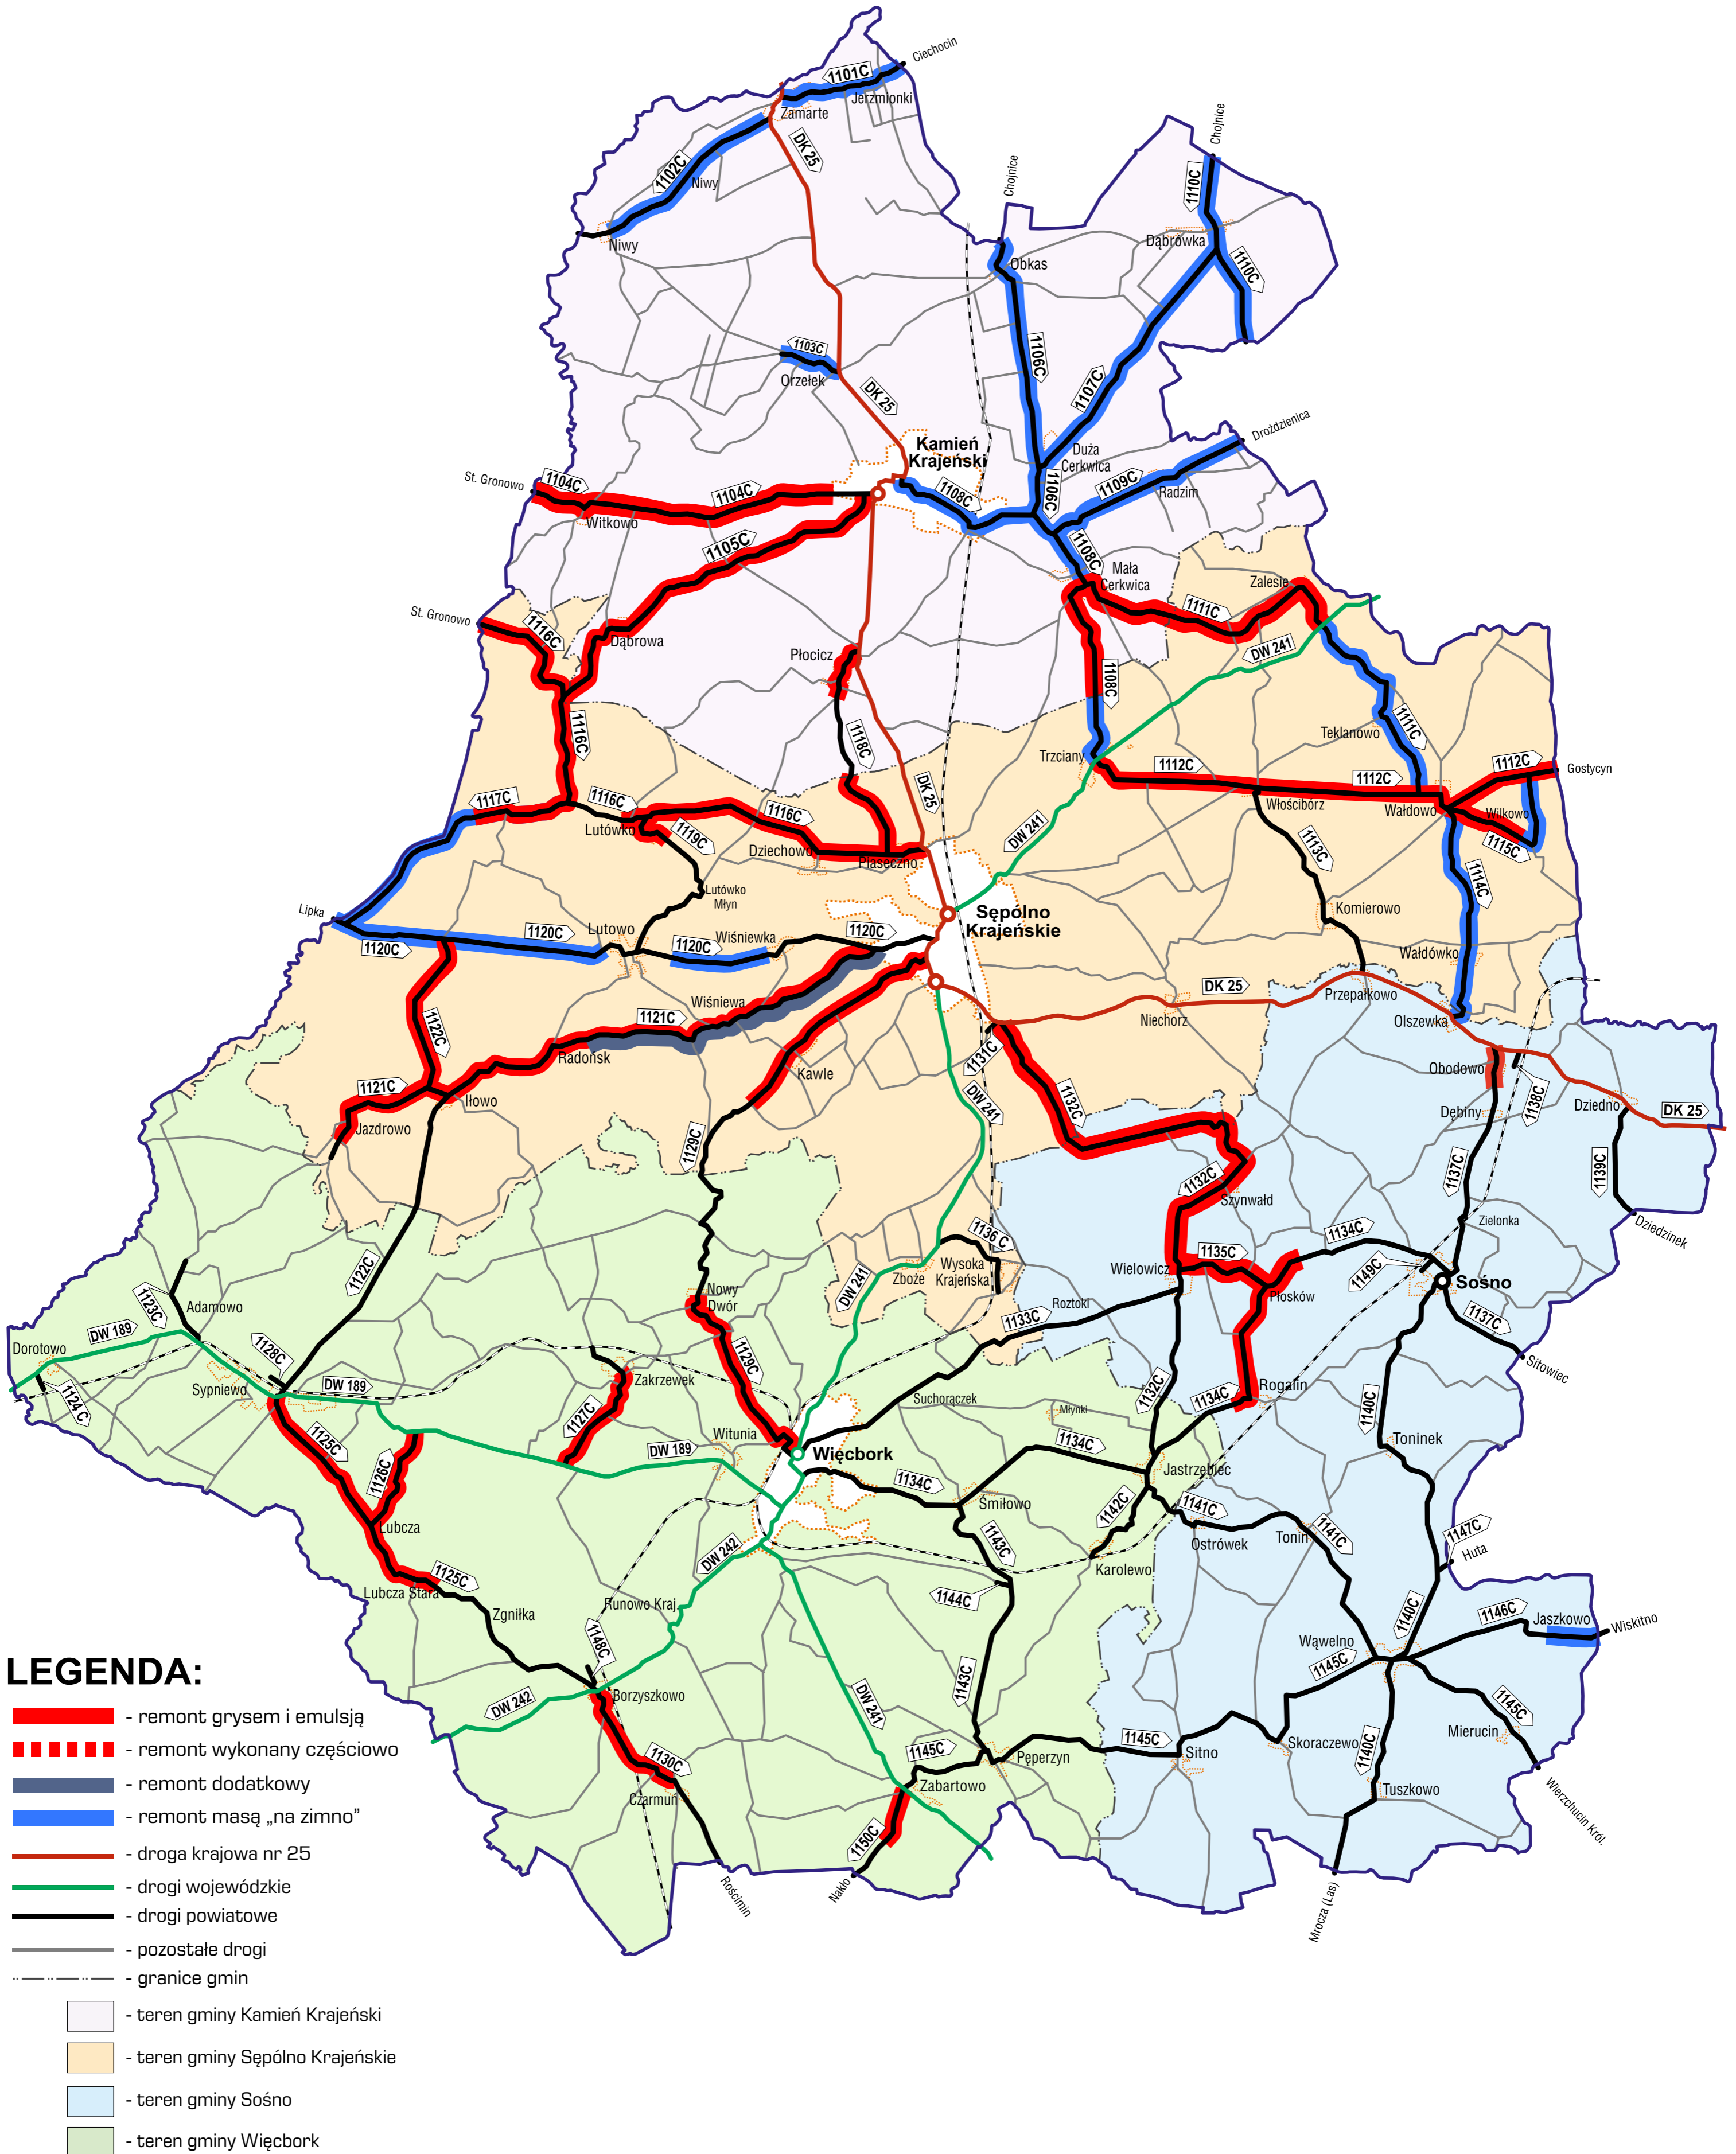 Ciechocin
1101C
Jerzmionki
Zamarte
DK 25
1102C
Niwy
Niwy
Chojnice
Chojnice
1110C
Dąbrówka
1110C
Obkas
1103C
Orzełek
1106C
1107C
DK 25
Kamień
Krajeński
Duża
Cerkwica
Drożdzienica
St. Gronowo
1104C
1104C
1108C
1106C
1109C
Radzim
Witkowo
1105C
1108C
Mała
Cerkwica
Zalesie
1111C
St. Gronowo
1116C
Dąbrowa
Płocicz
DW 241
1108C
1116C
1118C
Teklanowo
1111C
Trzciany
1112C
1112C
1112C
Gostycyn
DK 25
1117C
1116C
1116C
Włościbórz
Wałdowo
Wilkowo
Lutówko
1119C
Dziechowo
Piaseczno
DW 241
1113C
1115C
1114C
Lutówko
Młyn
Lipka
Sępólno
Krajeńskie
Komierowo
1120C
1120C
Lutowo
1120C
Wiśniewka
1120C
Wałdówko
DK 25
Przepałkowo
Wiśniewa
1121C
Niechorz
Olszewka
1122C
Radońsk
Kawle
1131C
Obodowo
1121C
Iłowo
DW 241
1132C
1138C
Dziedno
Dębiny
DK 25
Jazdrowo
1129C
1137C
1139C
1132C
Szynwałd
Zielonka
Dziedzinek
1136 C
1134C
1122C
Zboże
Wysoka
Krajeńska
Wielowicz
1135C
1149C
Sośno
1123C
Adamowo
Nowy
Dwór
DW 241
Roztoki
Płosków
1133C
1137C
DW 189
Dorotowo
1128C
1129C
Sitowiec
Sypniewo
DW 189
Zakrzewek
Suchorączek
1132C
Rogalin
1124 C
1127C
Młynki
1134C
1140C
1125C
Witunia
DW 189
Więcbork
1134C
Toninek
1126C
1134C
Jastrzębiec
Śmiłowo
1142C
1141C
Lubcza
Ostrówek
Tonin
1141C
1147C
Huta
DW 242
1143C
Karolewo
1125C
Lubcza Stara
1144C
Zgniłka
Runowo Kraj.
1140C
1146C
Jaszkowo
Wiskitno
1148C
Wąwelno
1145C
LEGENDA:
1143C
Borzyszkowo
DW 242
DW 241
1145C
- remont grysem i emulsją
- remont wykonany częściowo
- remont dodatkowy
- remont masą „na zimno”
- droga krajowa nr 25
- drogi wojewódzkie
- drogi powiatowe
- pozostałe drogi
- granice gmin
- teren gminy Kamień Krajeński
- teren gminy Sępólno Krajeńskie
- teren gminy Sośno
- teren gminy Więcbork
1130C
Czarmuń
1145C
Pęperzyn
1145C
Sitno
Skoraczewo
1140C
Mierucin
Zabartowo
Tuszkowo
Wierzchucin Król.
1150C
Nakło
Rościmin
Mrocza (Las)